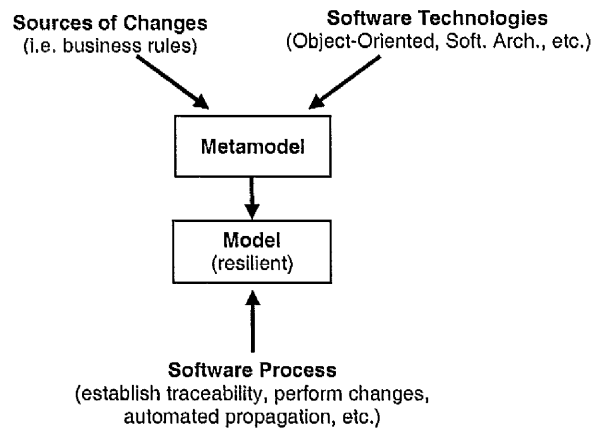 Sources of Changes
(i.e. business rules)
Software Technologies
(Object-Oriented, Soft. Arch., etc.)
Metamodel
Model
(resilient)
Software Process
(establish traceability, perform changes,
automated propagation, etc.)